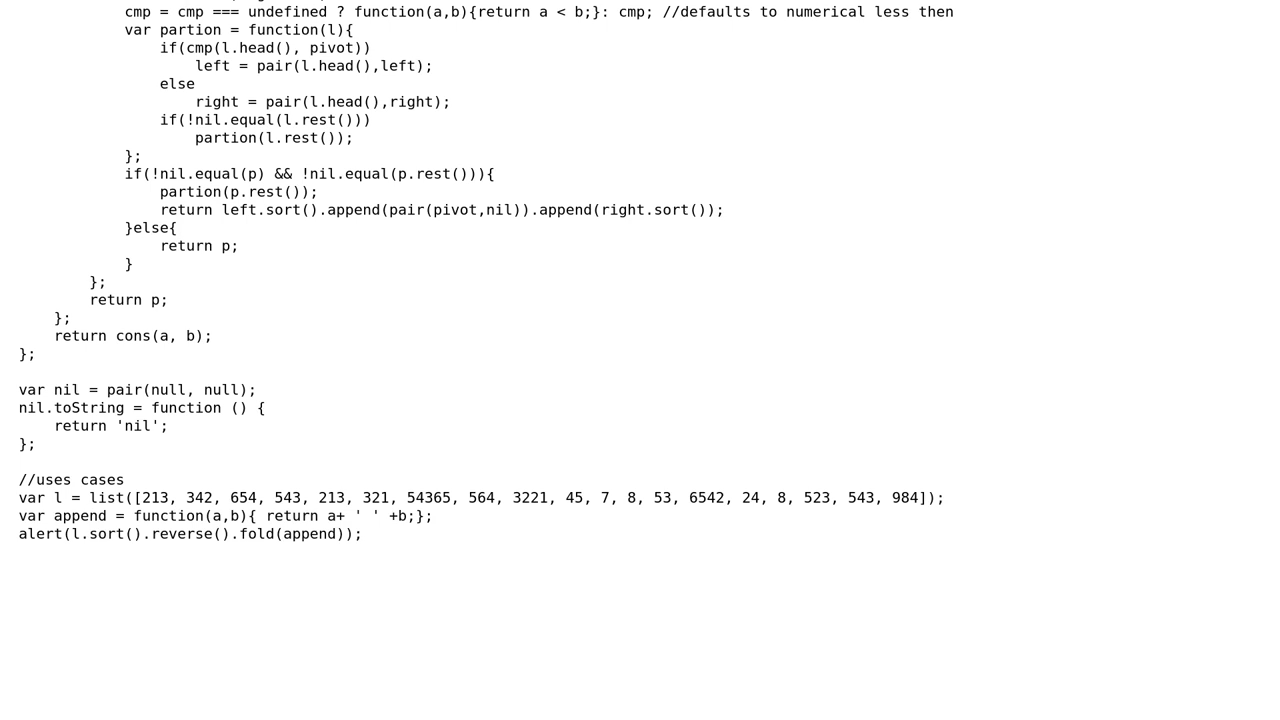 cmp = cmp === undefined ? function(a,b){return a < b;}: cmp; //defaults to numerical less then
var partion = function(l){
if(cmp(l.head(), pivot))
left = pair(l.head(),left);
else
right = pair(l.head(),right);
if(!nil.equal(l.rest()))
partion(l.rest());
};
if(!nil.equal(p) && !nil.equal(p.rest())){
partion(p.rest());
return left.sort().append(pair(pivot,nil)).append(right.sort());
}else{
return p;
}
};
return p;
};
return cons(a, b);
};
var nil = pair(null, null);
nil.toString = function () {
return 'nil';
};
//uses cases
var l = list([213, 342, 654, 543, 213, 321, 54365, 564, 3221, 45, 7, 8, 53, 6542, 24, 8, 523, 543, 984]);
var append = function(a,b){ return a+ ' ' +b;};
alert(l.sort().reverse().fold(append));